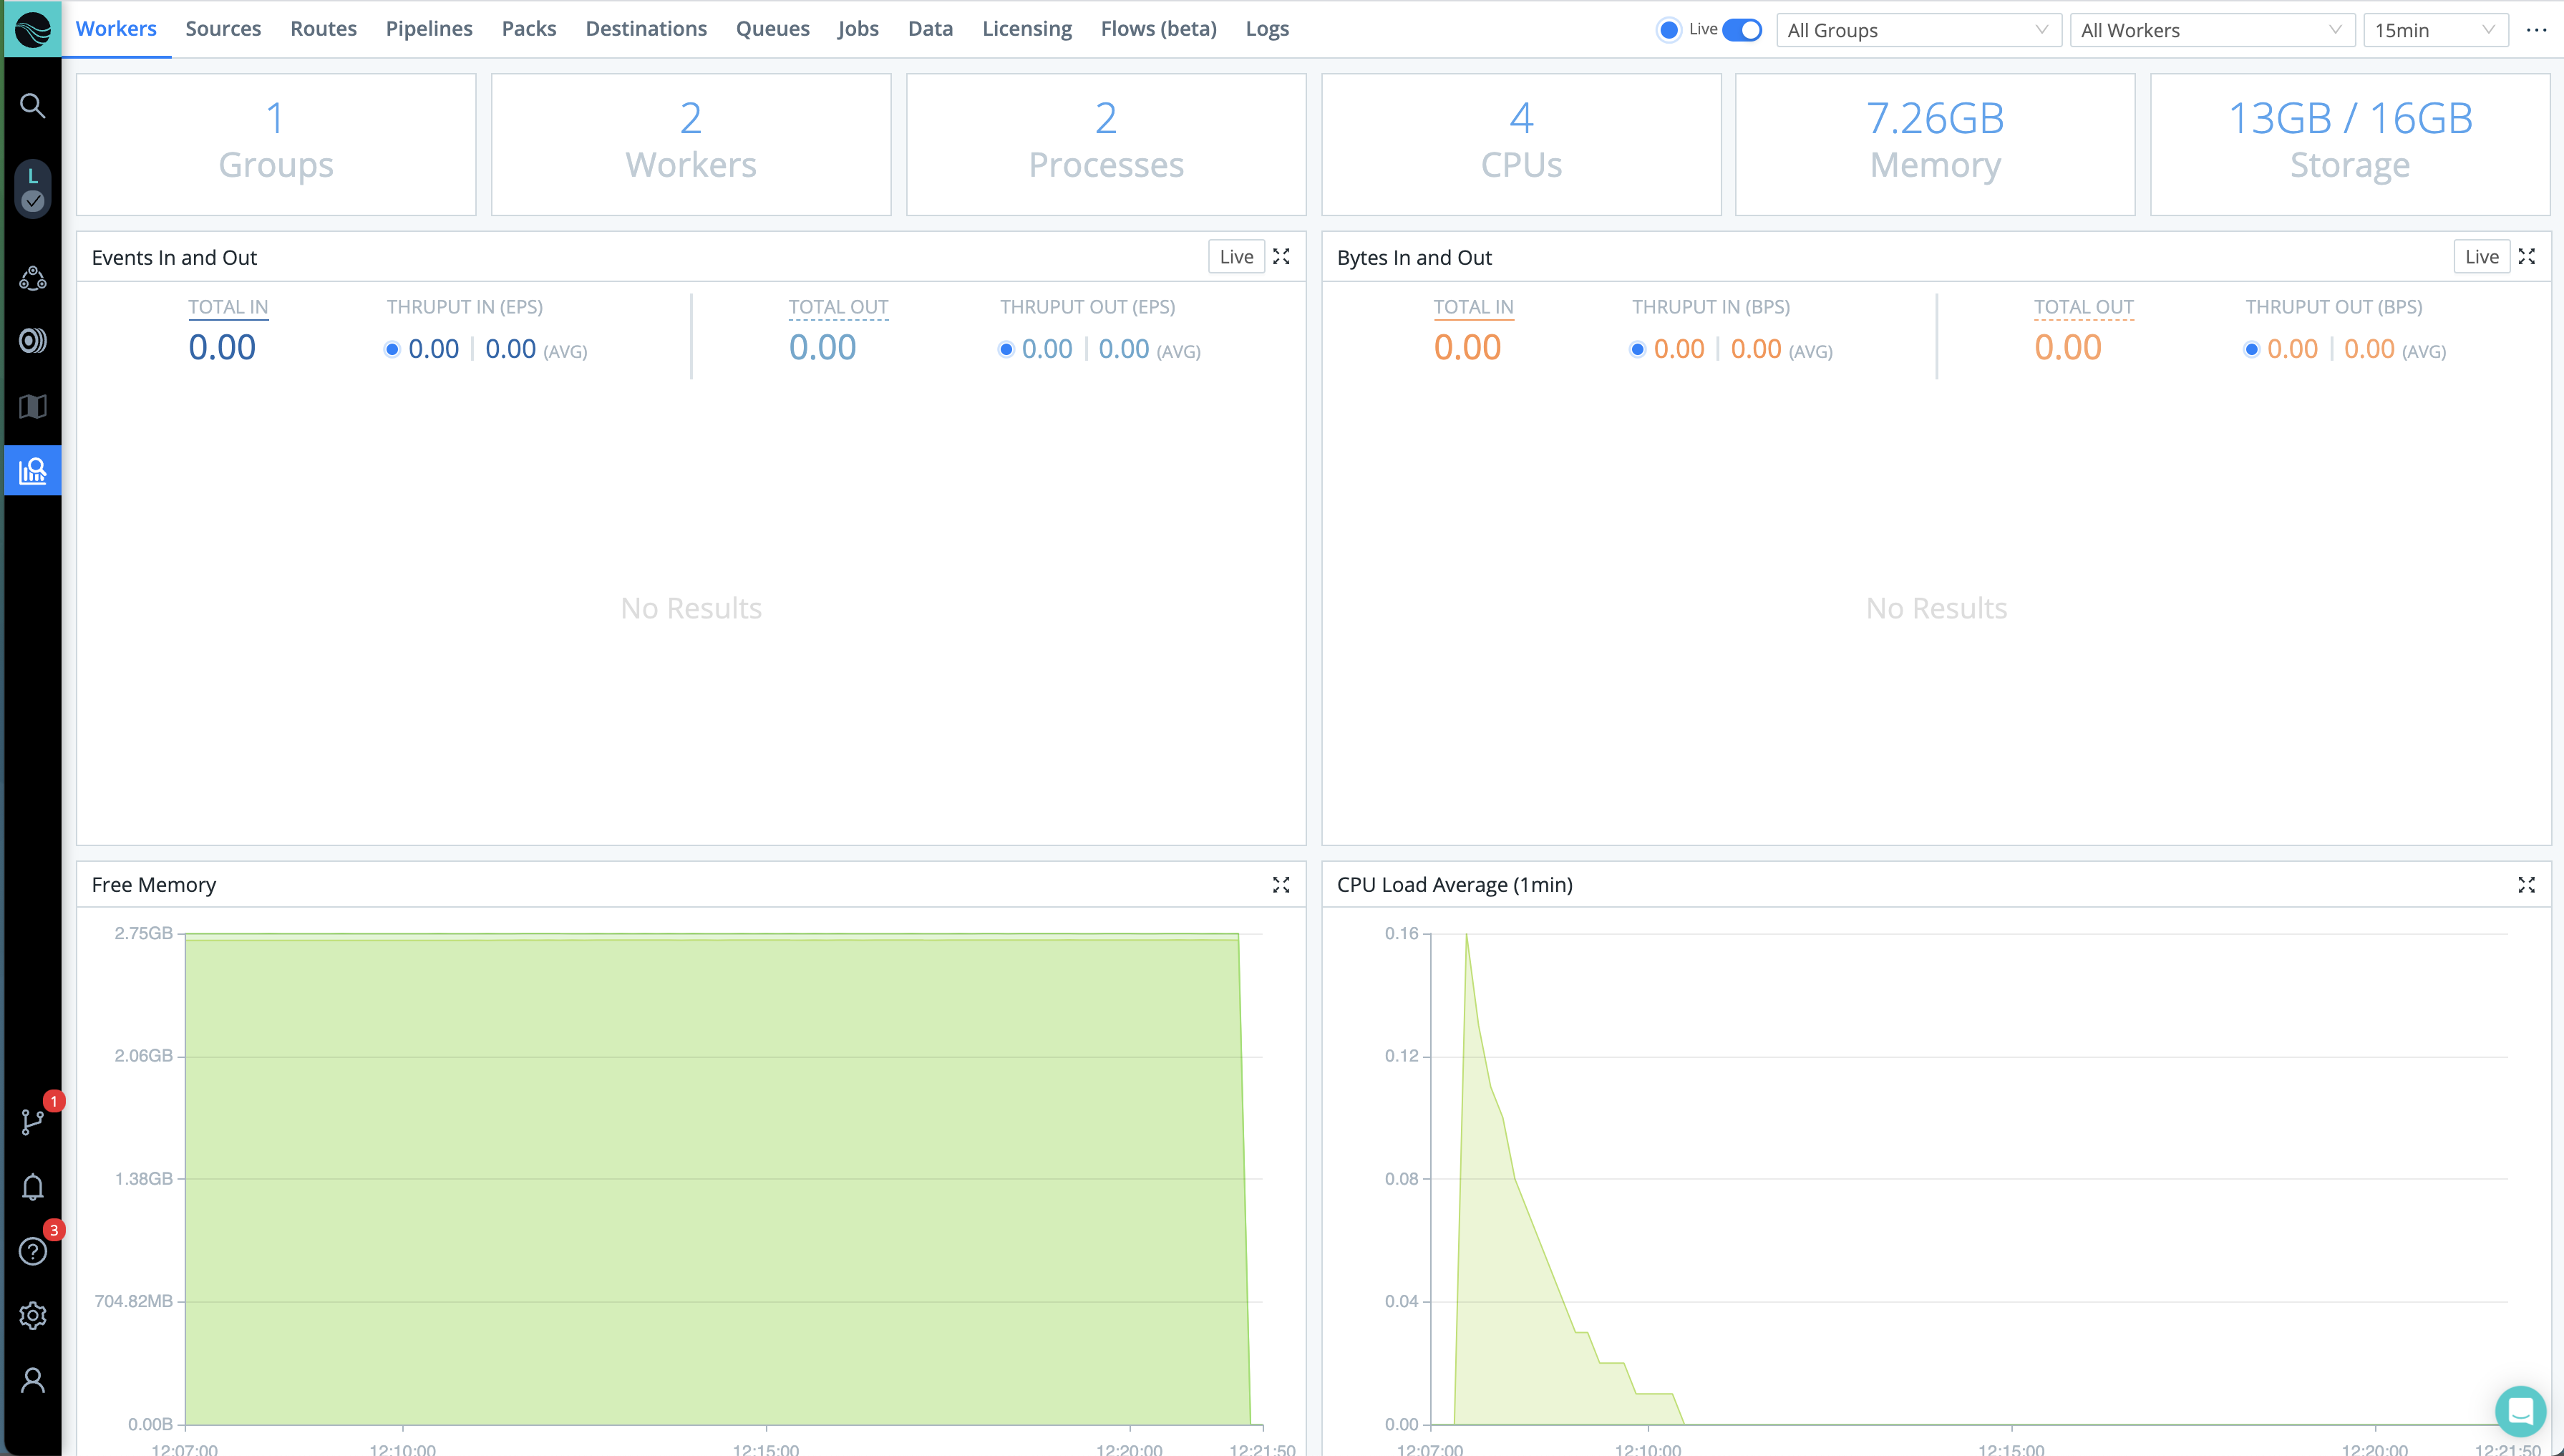 Workers Sources Routes Pipelines Packs Destinations Queues Jobs Data Licensing Flows (beta) Logs Live All Groups All Workers 15min
L
1
3
1 2 2 4 7.26GB 13GB / 16GB
Groups Workers Processes CPUs Memory Storage
Events In and Out Live
TOTAL IN THRUPUT IN (EPS) TOTAL OUT THRUPUT OUT (EPS)
0.00 0.00 | 0.00 (AVG) 0.00 0.00 | 0.00 (AVG)
No Results
Bytes In and Out Live
TOTAL IN THRUPUT IN (BPS) TOTAL OUT THRUPUT OUT (BPS)
0.00 0.00 | 0.00 (AVG) 0.00 0.00 | 0.00 (AVG)
No Results
Free Memory
2.75GB
2.06GB
1.38GB
704.82MB
0.00B
12:07:00 12:10:00 12:15:00 12:20:00 12:21:50
CPU Load Average (1min)
0.16
0.12
0.08
0.04
0.00
12:07:00 12:10:00 12:15:00 12:20:00 12:21:50